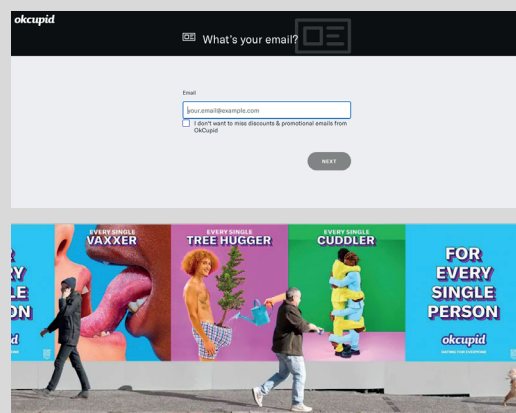 okcupid
What's your email?
Email
your.email@example.com
I don't want to miss discounts & promotional emails from
OkCupid
NEXT
EVERY SINGLE
VAXXER
EVERY SINGLE
TREE HUGGER
EVERY SINGLE
CUDDLER
FOR
EVERY
SINGLE
PERSON
okcupid